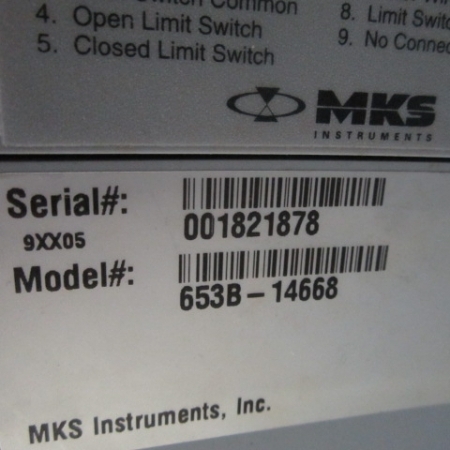 Common
4. Open Limit Switch
5. Closed Limit Switch
8. Limit
9. No
MKS
INSTRUMENTS
Serial#:
001821878
9XX05
Model#:
653B-14668
MKS Instruments, Inc.